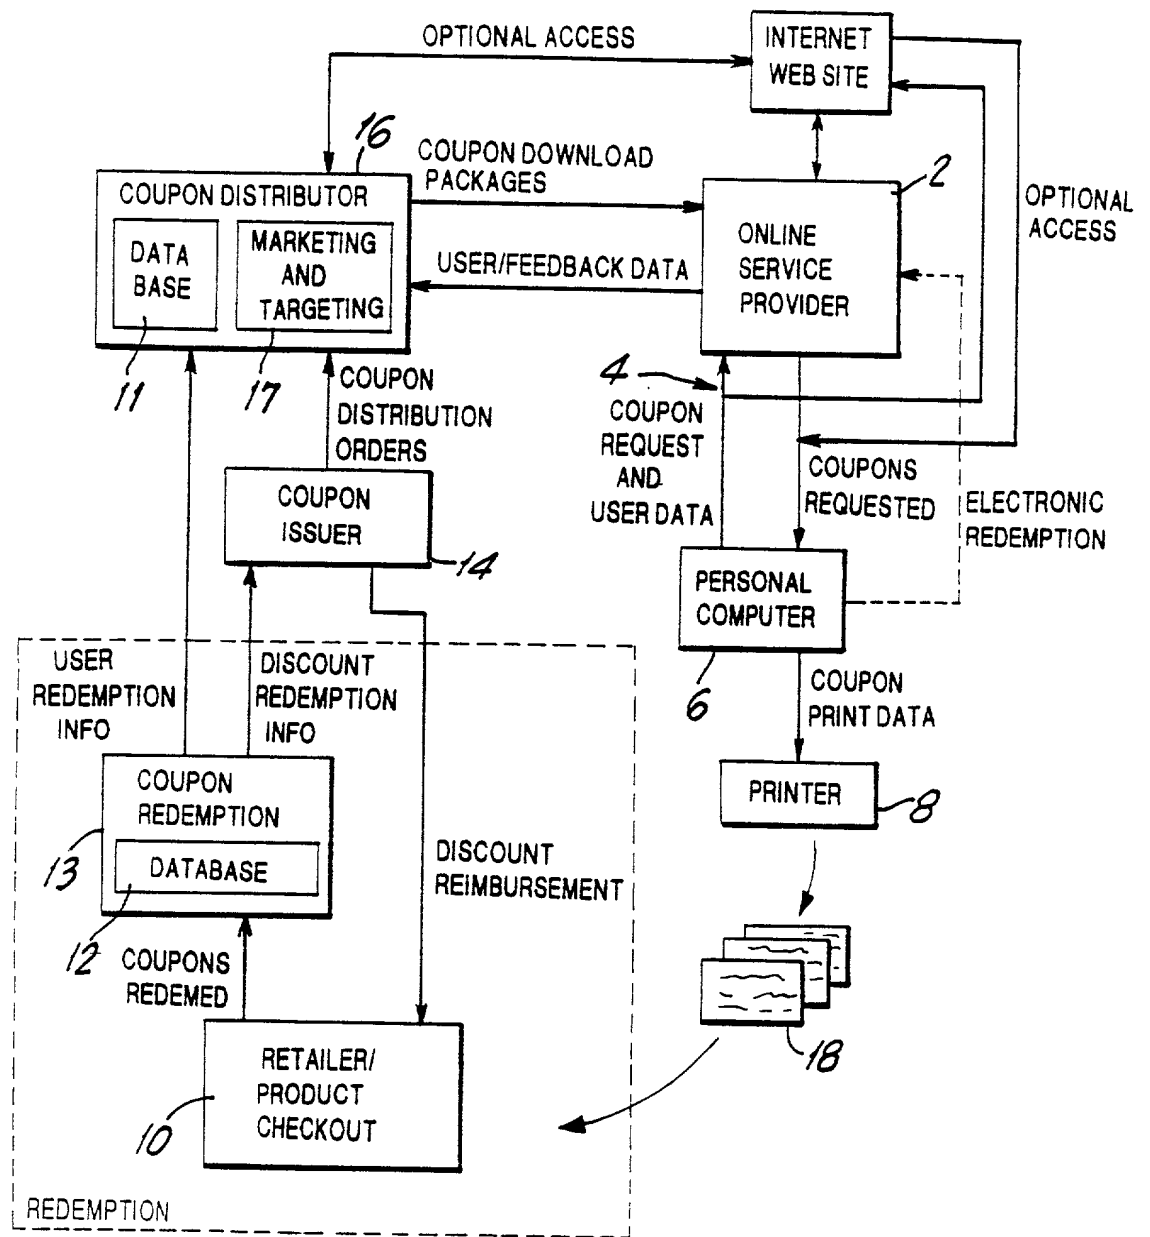 OPTIONAL ACCESS
INTERNET
WEB SITE
16
COUPON DOWNLOAD
PACKAGES
2
OPTIONAL
ACCESS
COUPON DISTRIBUTOR
DATA
BASE
MARKETING
AND
TARGETING
USER/FEEDBACK DATA
ONLINE
SERVICE
PROVIDER
11
17
COUPON
DISTRIBUTION
ORDERS
4
COUPON
REQUEST
AND
USER DATA
COUPONS
REQUESTED
ELECTRONIC
REDEMPTION
COUPON
ISSUER
14
PERSONAL
COMPUTER
6
USER
REDEMPTION
INFO
DISCOUNT
REDEMPTION
INFO
COUPON
PRINT DATA
COUPON
REDEMPTION
DATABASE
13
12
PRINTER
8
DISCOUNT
REIMBURSEMENT
COUPONS
REDEMED
18
RETAILER/
PRODUCT
CHECKOUT
10
REDEMPTION